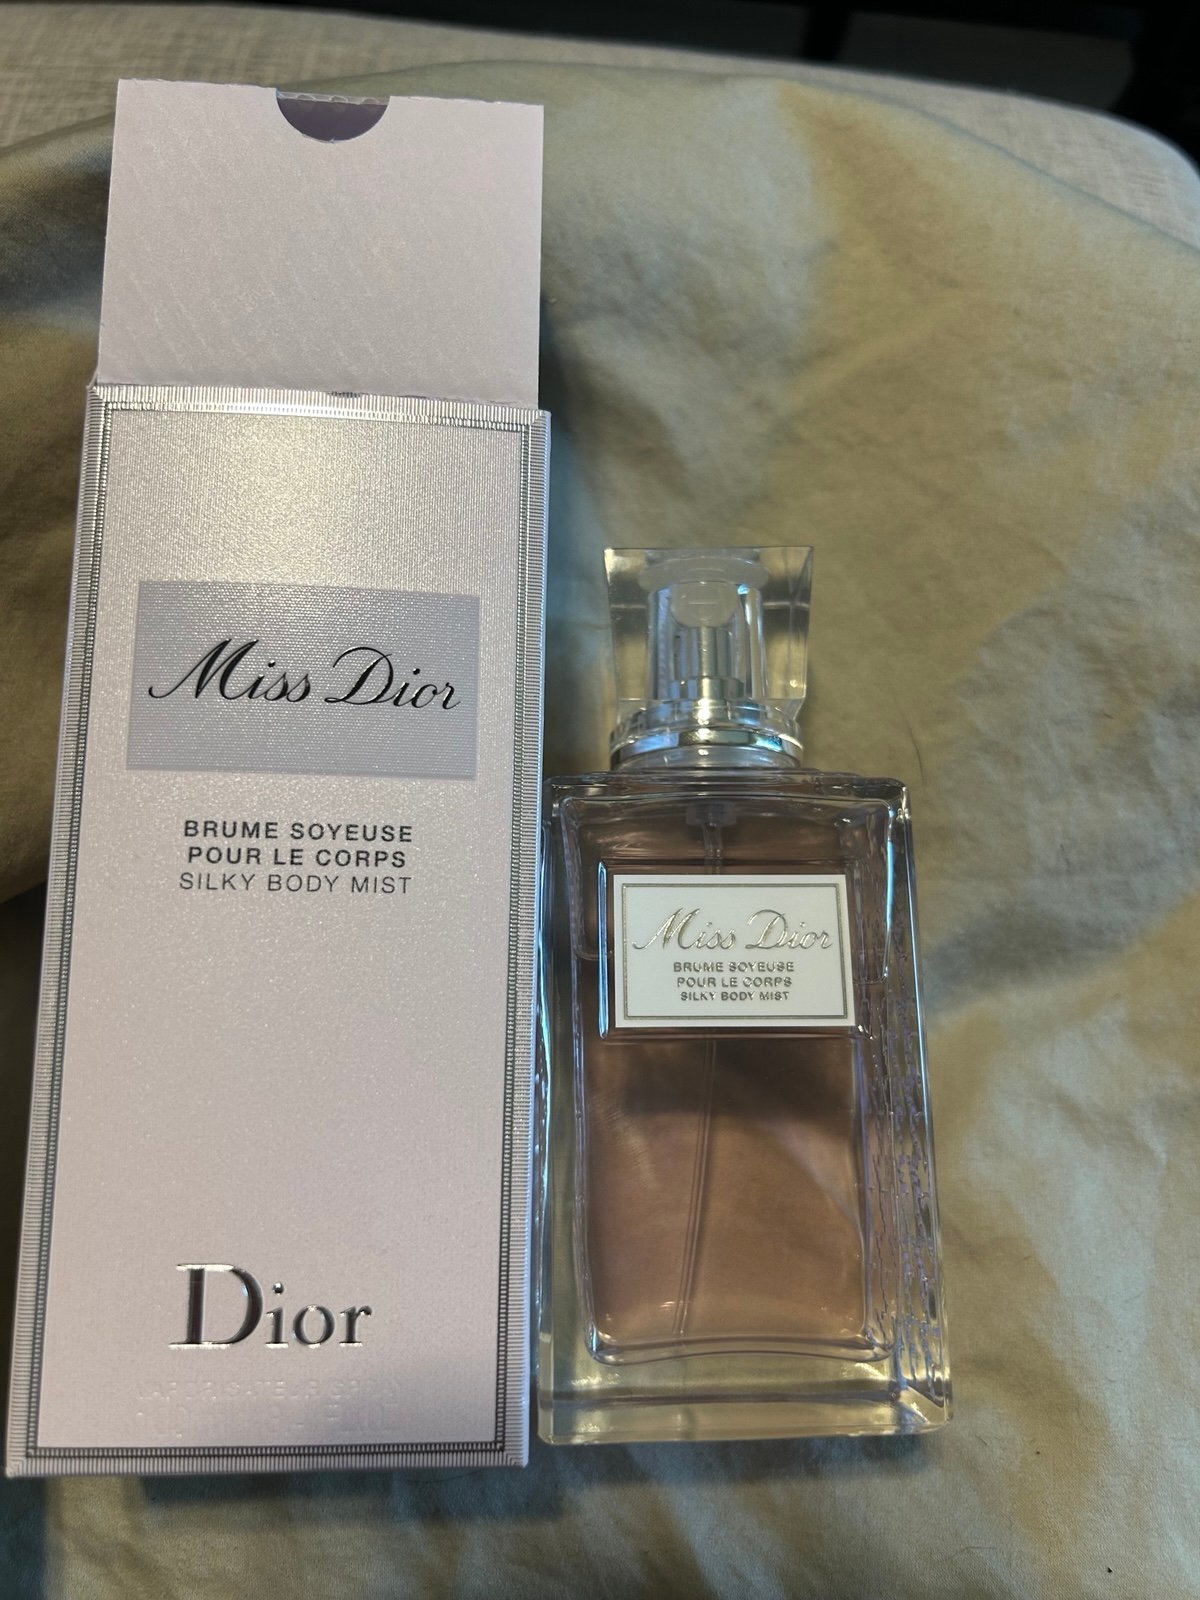 Miss Dior
BRUME SOYEUSE
POUR LE CORPS
SILKY BODY MIST
Dior
Miss Dior
BRUME SOYEUSE
POUR LE CORPS
SILKY BODY MIST